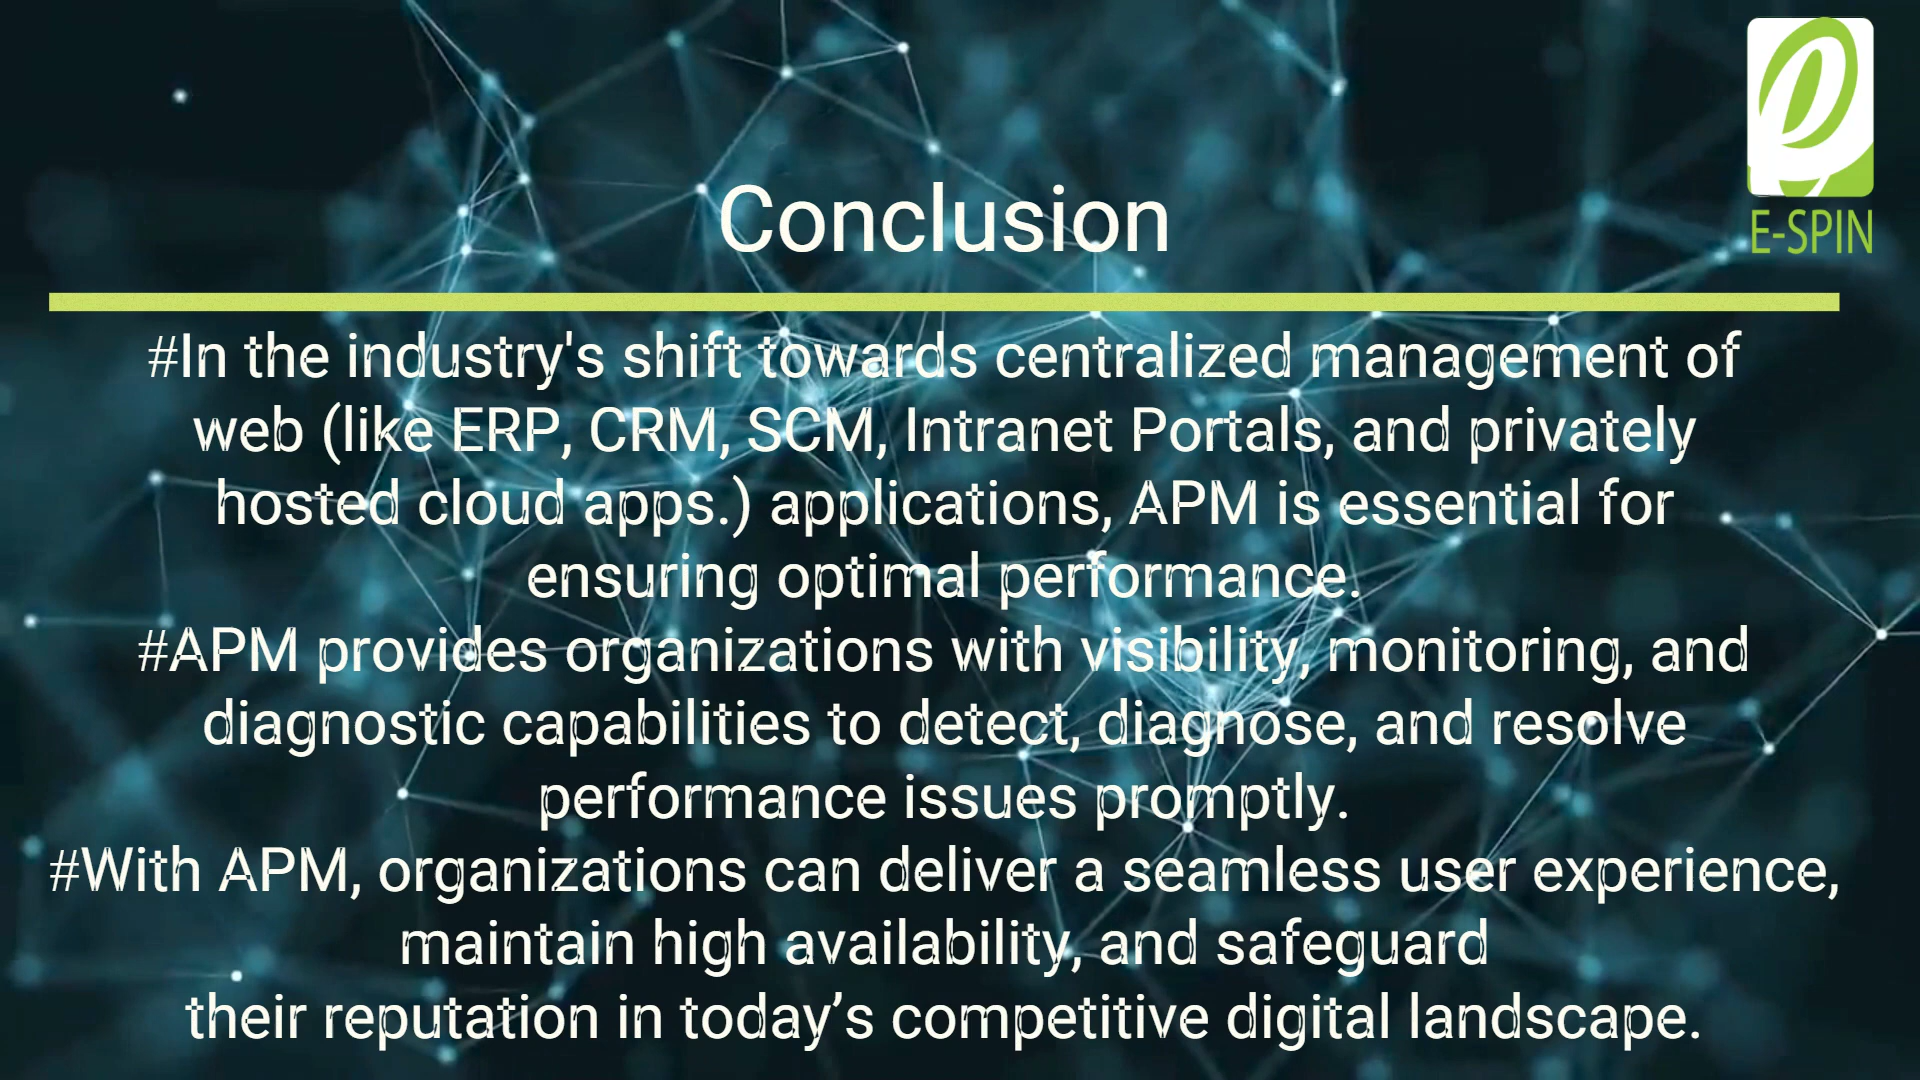 E-SPIN
Conclusion
#In the industry's shift towards centralized management of
web (like ERP, CRM, SCM, Intranet Portals, and privately
hosted cloud apps.) applications, APM is essential for
ensuring optimal performance.
#APM provides organizations with visibility, monitoring, and
diagnostic capabilities to detect, diagnose, and resolve
performance issues promptly.
#With APM, organizations can deliver a seamless user experience,
maintain high availability, and safeguard
their reputation in today’s competitive digital landscape.